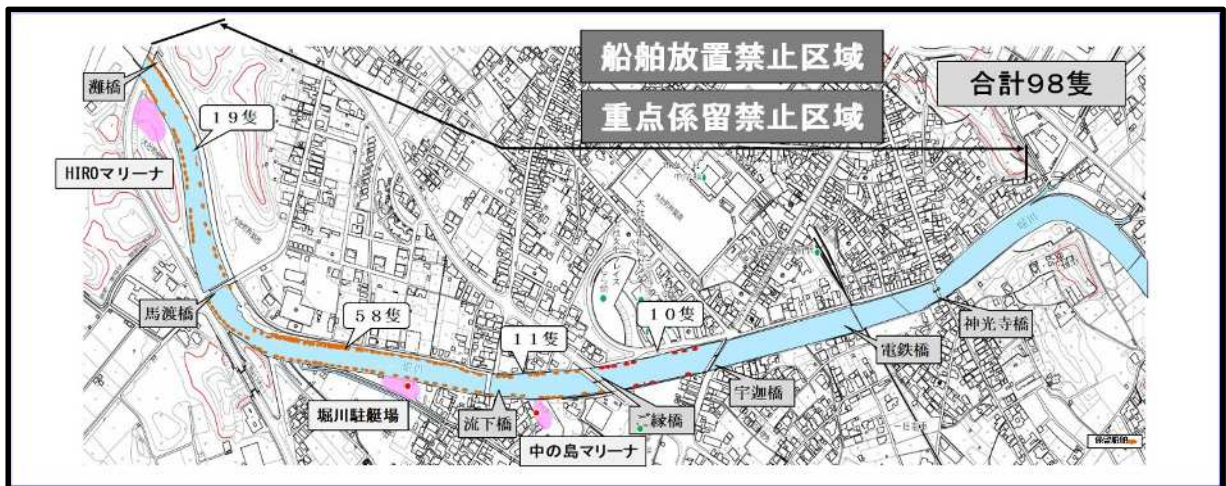 船舶放置禁止区域
重点係留禁止区域
合計98隻
灘橋
19隻
HIROマリーナ
馬渡橋
58隻
11隻
10隻
堀川駐艇場
流下橋
中の島マリーナ
ご縁橋
宇迦橋
電鉄橋
神光寺橋
堀川